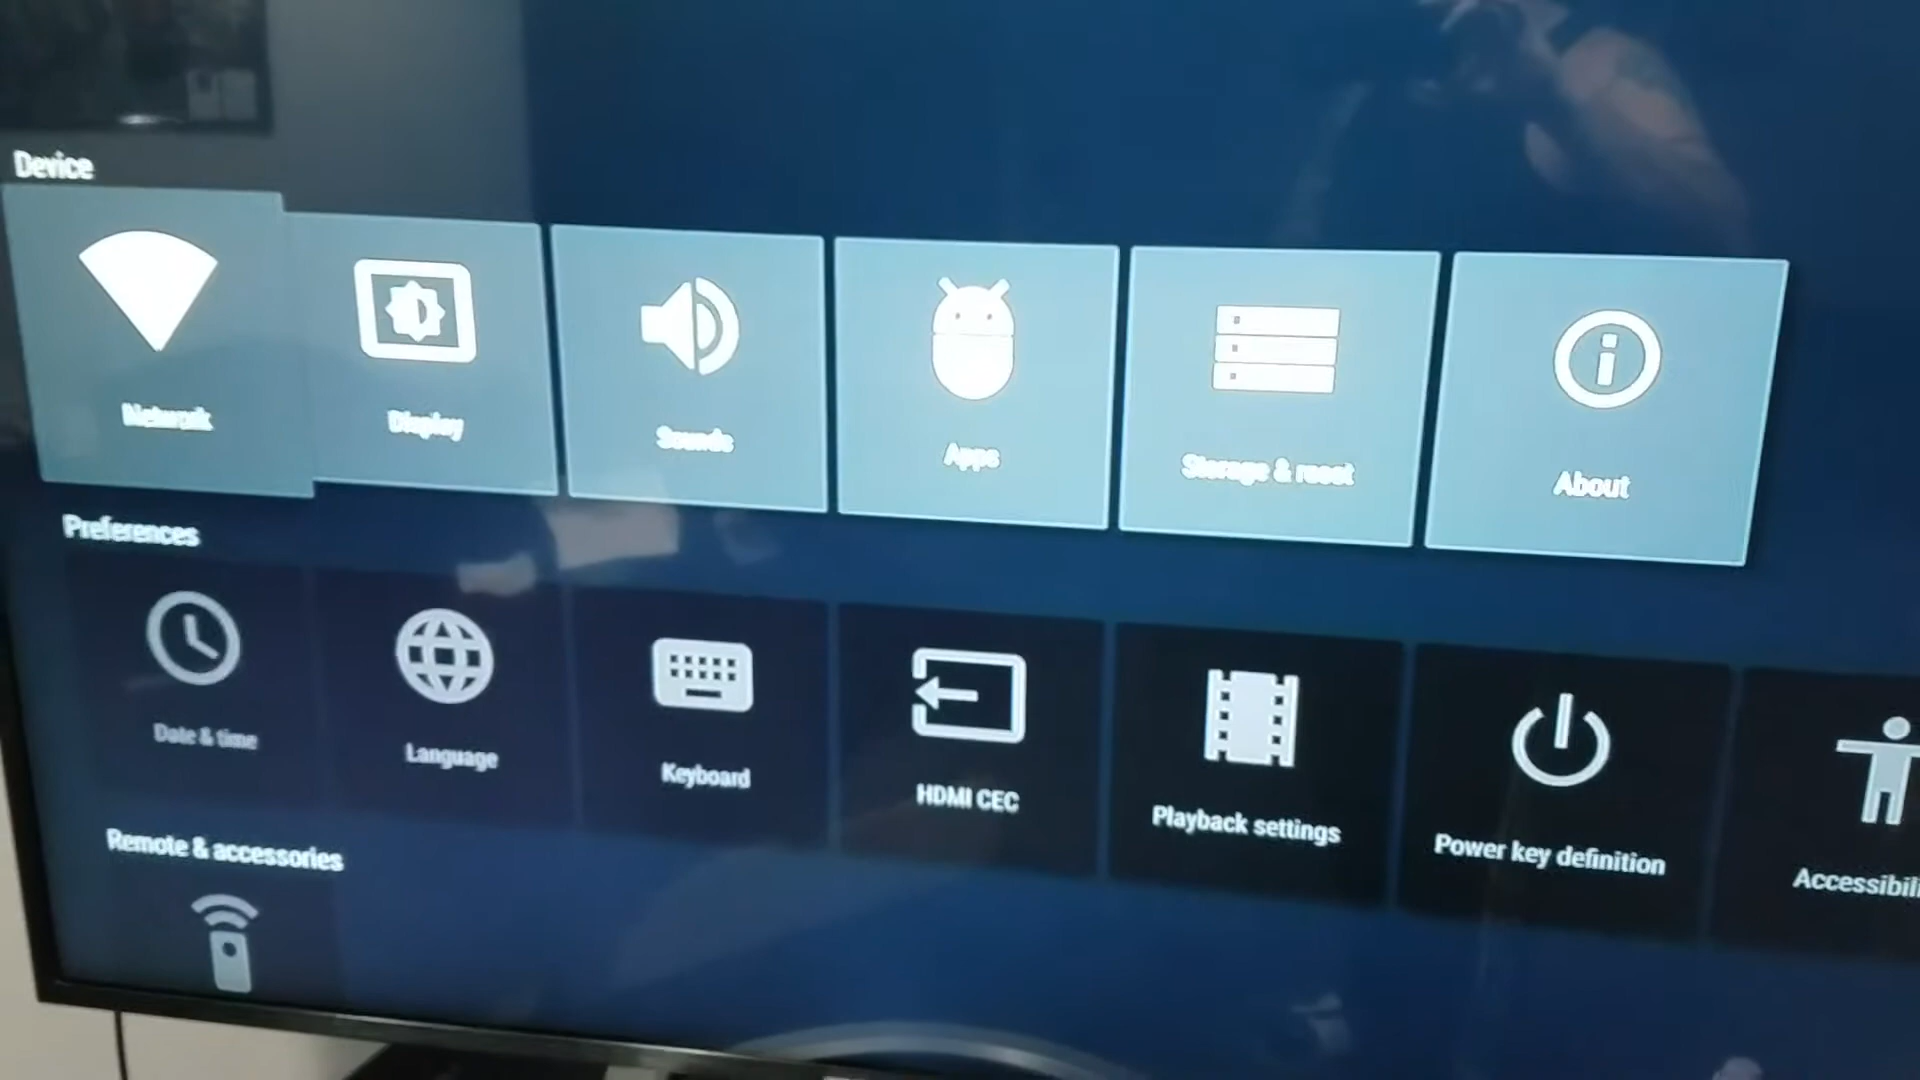 Device
Network
Display
Sounds
Apps
Storage & reset
About
Preferences
Date & time
Language
Keyboard
HDMI CEC
Playback settings
Power key definition
Accessibili
Remote & accessories